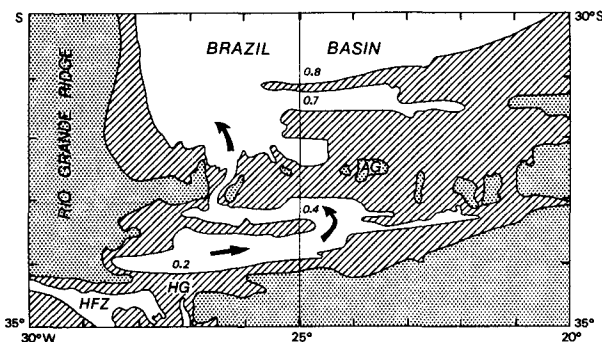 S
30°S
BRAZIL BASIN
0.8
0.7
RIO GRANDE RIDGE
0.4
0.2
HG
HFZ
35°
35°
30°W
25°
20°